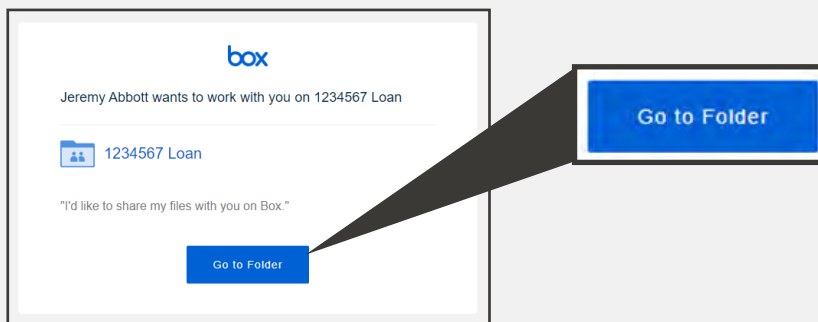 box
Jeremy Abbott wants to work with you on 1234567 Loan
1234567 Loan
"I'd like to share my files with you on Box."
Go to Folder
Go to Folder